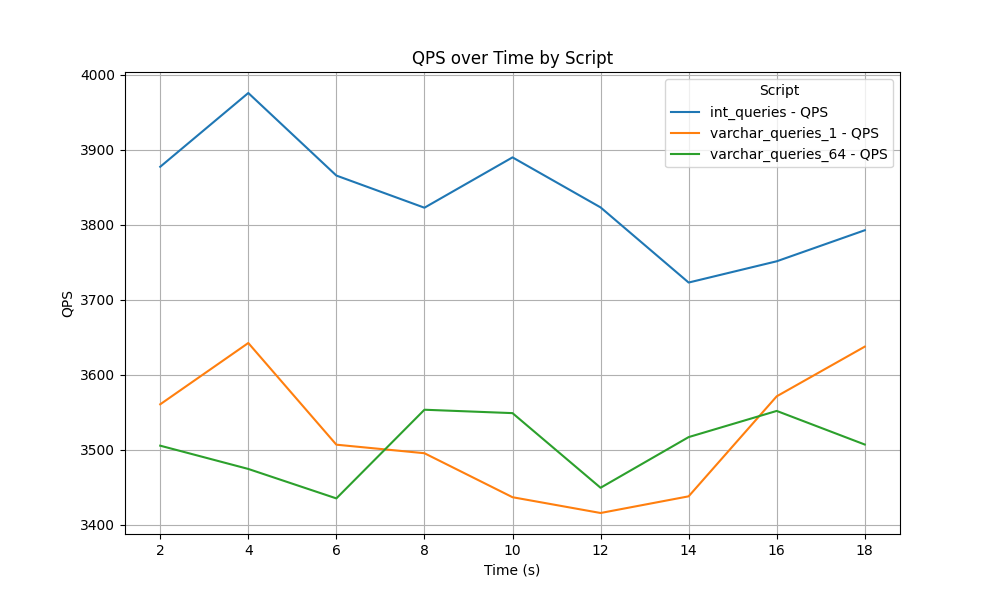 QPS over Time by Script
4000
3900
3800
3700
3600
3500
3400
QPS
Script
int_queries - QPS
varchar_queries_1 - QPS
varchar_queries_64 - QPS
2 4 6 8 10 12 14 16 18
Time (s)